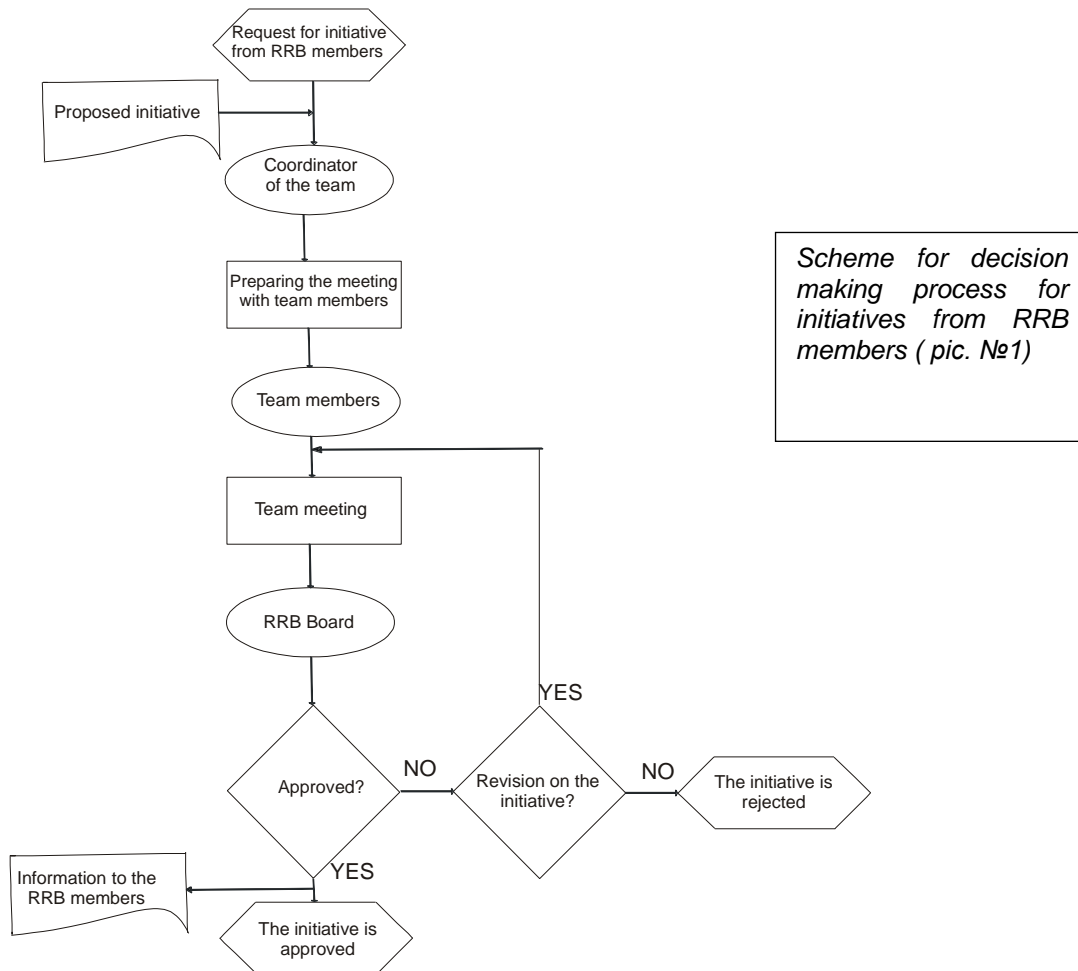 Request for initiative
from RRB members
Proposed initiative
Coordinator
of the team
Preparing the meeting
with team members
Scheme for decision
making process for
initiatives from RRB
members ( pic. №1)
Team members
Team meeting
RRB Board
YES
Approved?
NO
Revision on the
initiative?
NO
The initiative is
rejected
YES
Information to the
RRB members
The initiative is
approved